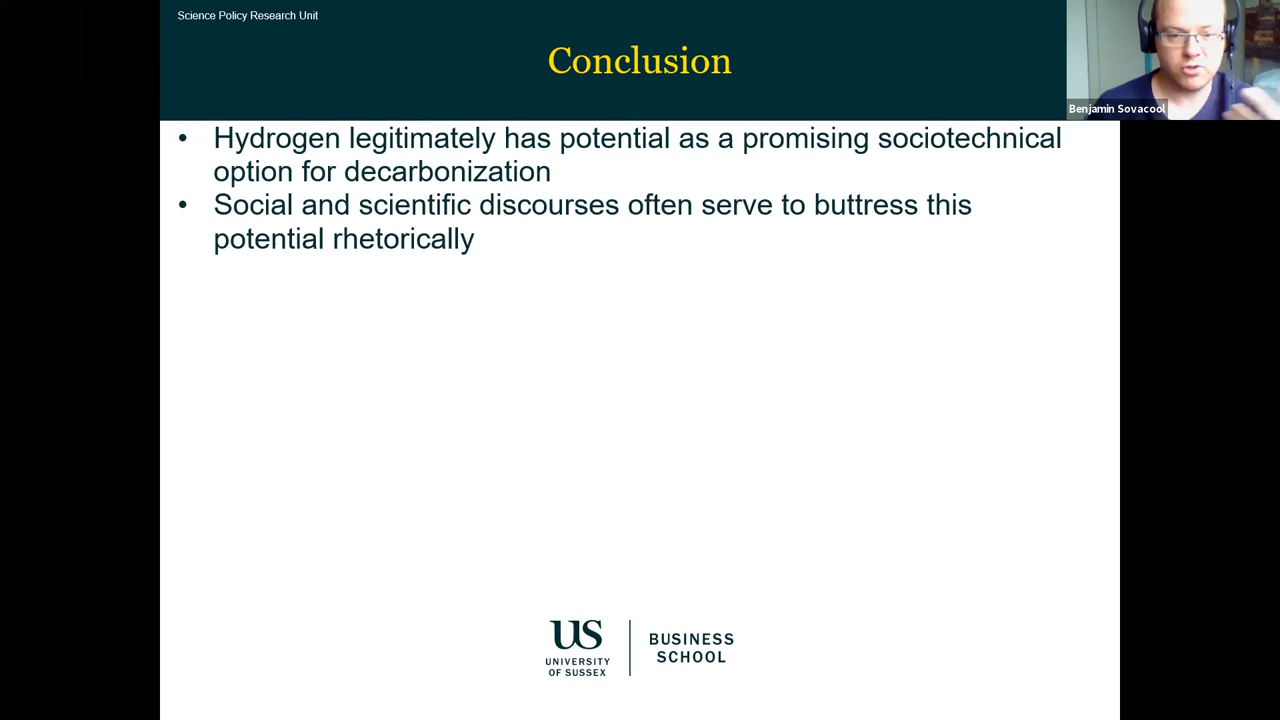 Science Policy Research Unit
Conclusion
Benjamin Sovacool
• Hydrogen legitimately has potential as a promising sociotechnical
option for decarbonization
• Social and scientific discourses often serve to buttress this
potential rhetorically
US
UNIVERSITY
OF SUSSEX
BUSINESS
SCHOOL